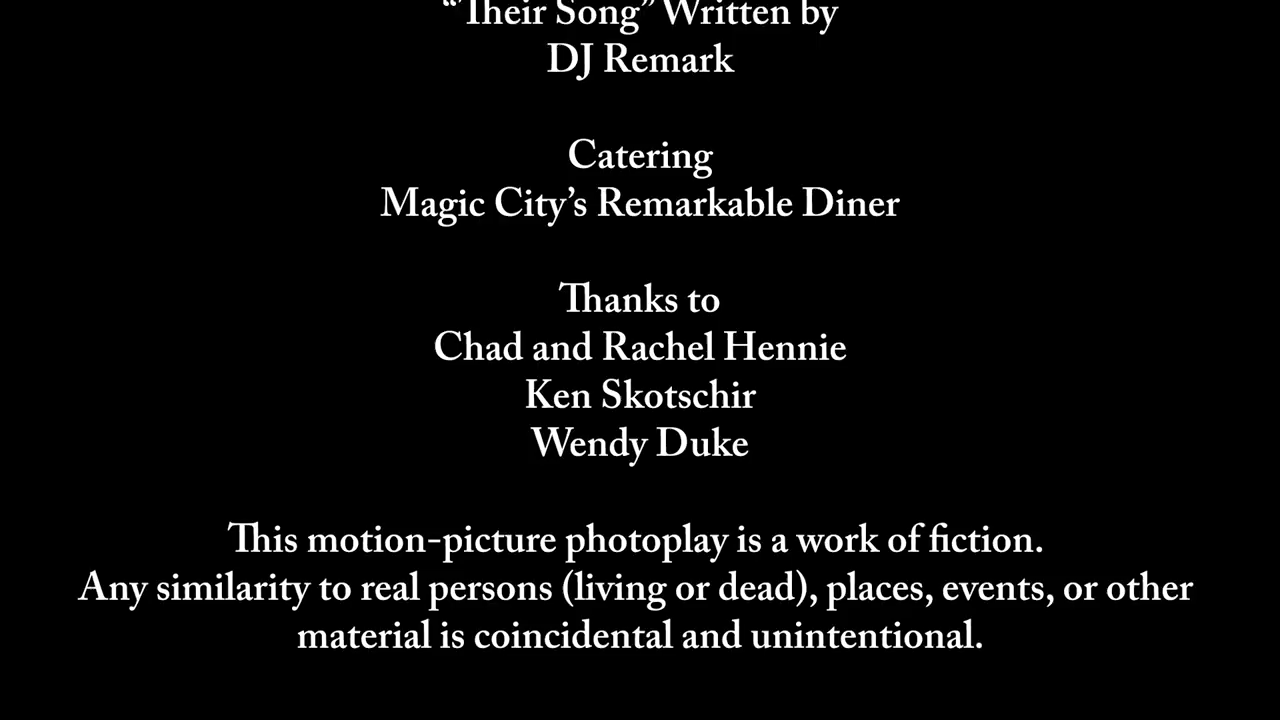 “Their Song” Written by
DJ Remark
Catering
Magic City’s Remarkable Diner
Thanks to
Chad and Rachel Hennie
Ken Skotschir
Wendy Duke
This motion-picture photoplay is a work of fiction.
Any similarity to real persons (living or dead), places, events, or other
material is coincidental and unintentional.